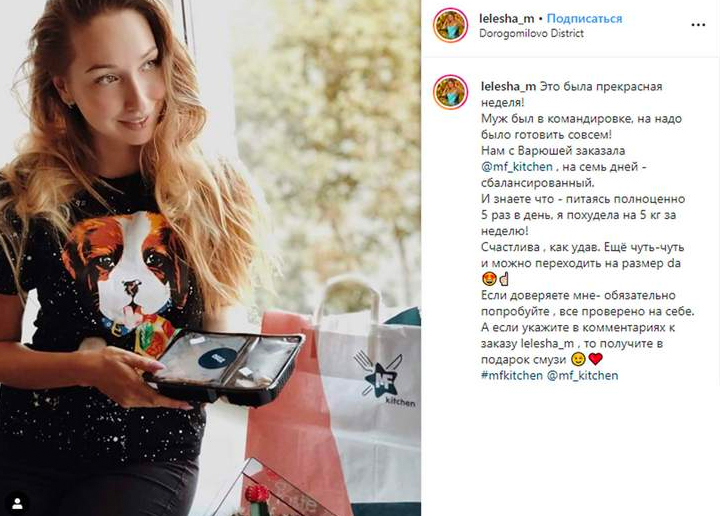 lelesha_m • Подписаться
Dorogomilovo District
lelesha_m Это была прекрасная
неделя!
Муж был в командировке, на надо
было готовить совсем!
Нам с Варюшей заказала
@mf_kitchen , на семь дней -
сбалансированный.
И знаете что - питаясь полноценно
5 раз в день, я похудела на 5 кг за
неделю!
Счастлива , как удав. Ещё чуть-чуть
и можно переходить на размер da
🤩☝🏻
Если доверяете мне- обязательно
попробуйте , все проверено на себе.
А если укажите в комментариях к
заказу lelesha_m , то получите в
подарок смузи 😉❤️
#mfkitchen @mf_kitchen
MF
kitchen